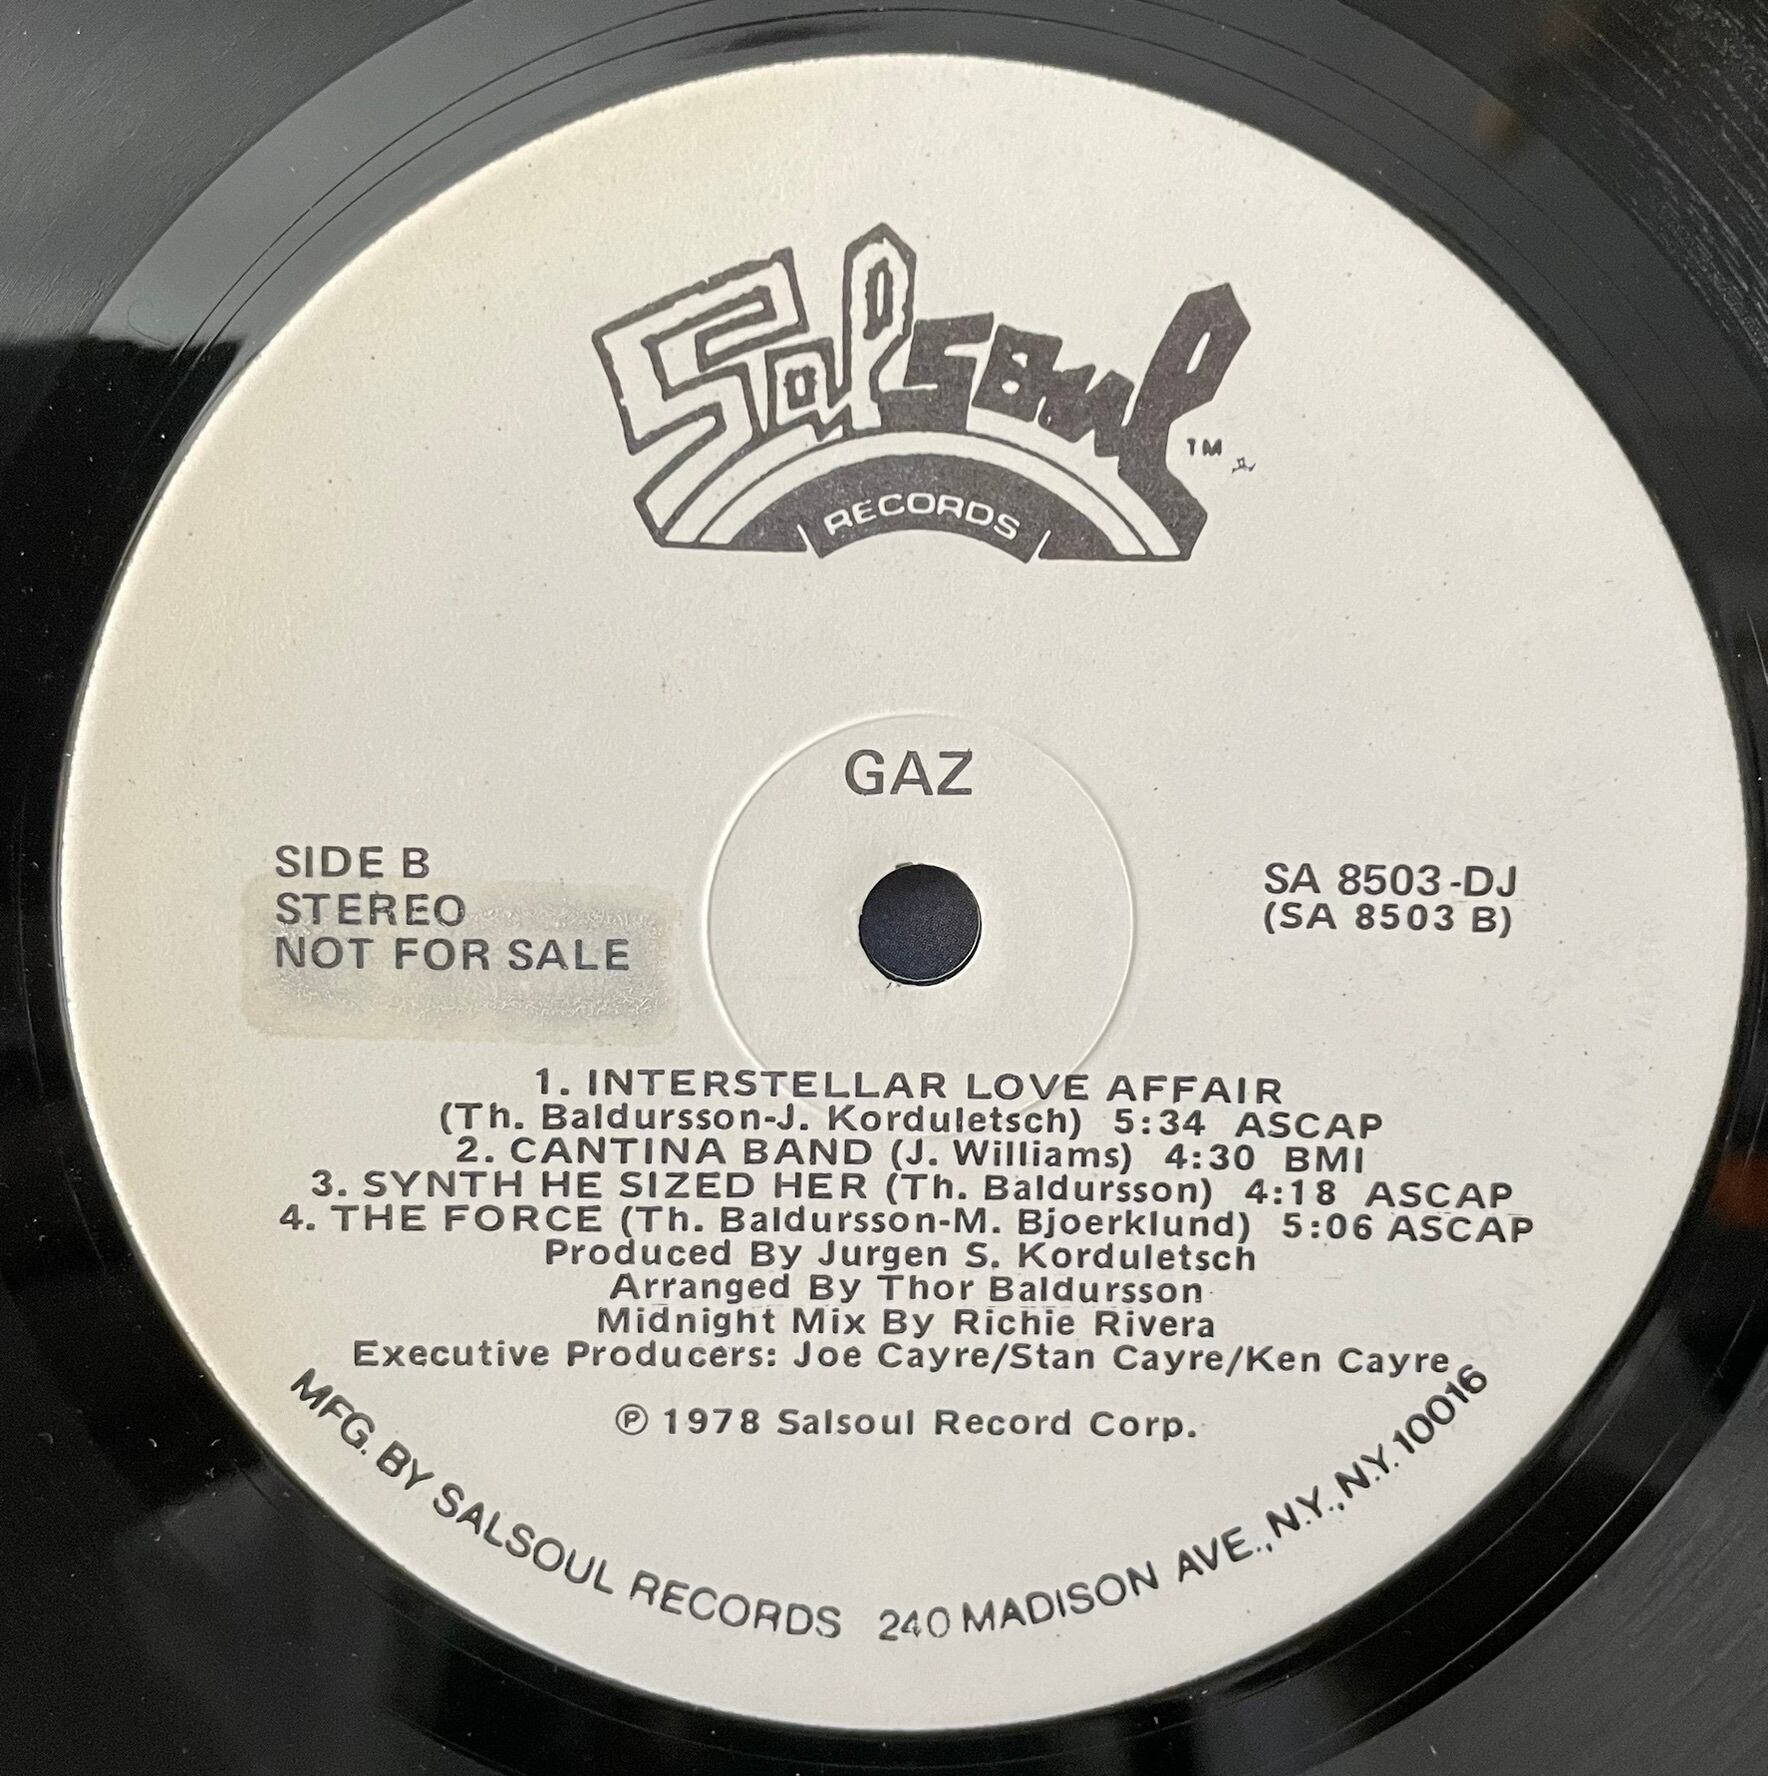 Salsoul TM
RECORDS
GAZ
SIDE B
STEREO
NOT FOR SALE
SA 8503-DJ
(SA 8503 B)
1. INTERSTELLAR LOVE AFFAIR
(Th. Baldursson-J. Korduletsch) 5:34 ASCAP
2. CANTINA BAND (J. Williams) 4:30 BMI
3. SYNTH HE SIZED HER (Th. Baldursson) 4:18 ASCAP
4. THE FORCE (Th. Baldursson-M. Bjoerklund) 5:06 ASCAP
Produced By Jurgen S. Korduletsch
Arranged By Thor Baldursson
Midnight Mix By Richie Rivera
Executive Producers: Joe Cayre/Stan Cayre/Ken Cayre
℗ 1978 Salsoul Record Corp.
MFG. BY SALSOUL RECORDS 240 MADISON AVE., N.Y., N.Y. 10016